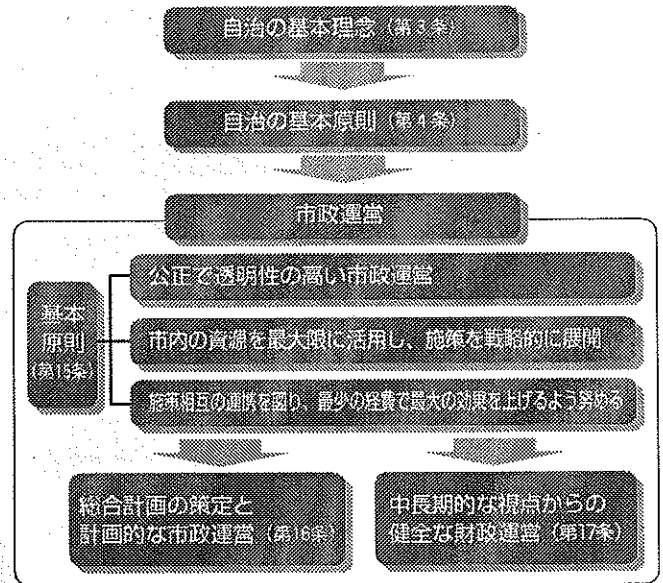 自治の基本理念（第3条）
自治の基本原則（第4条）
市政運営
基本
原則
（第15条）
公正で透明性の高い市政運営
市内の資源を最大限に活用し、施策を戦略的に展開
施策相互の連携を図り、最少の経費で最大の効果を上げるよう努める
総合計画の策定と
計画的な市政運営（第16条）
中長期的な視点からの
健全な財政運営（第17条）